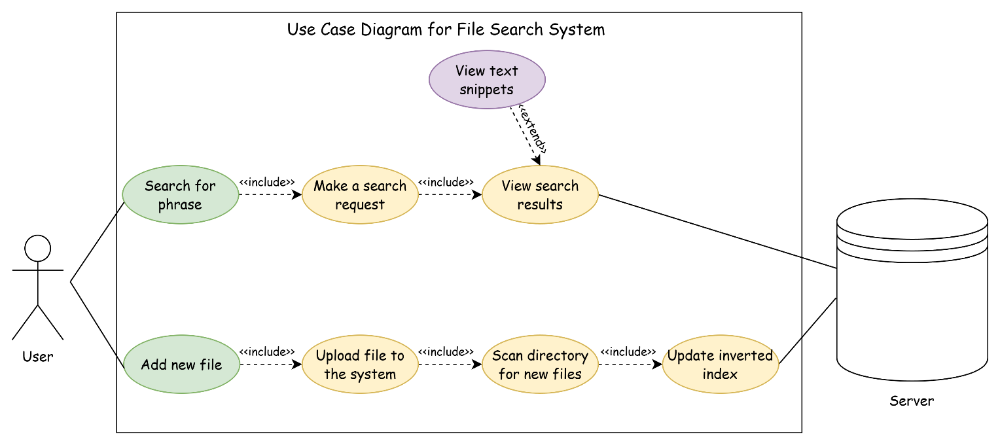 Use Case Diagram for File Search System
View text
snippets
<<extend>>
Search for
phrase
<<include>>
Make a search
request
<<include>>
View search
results
User
Add new file
<<include>>
Upload file to
the system
<<include>>
Scan directory
for new files
<<include>>
Update inverted
index
Server